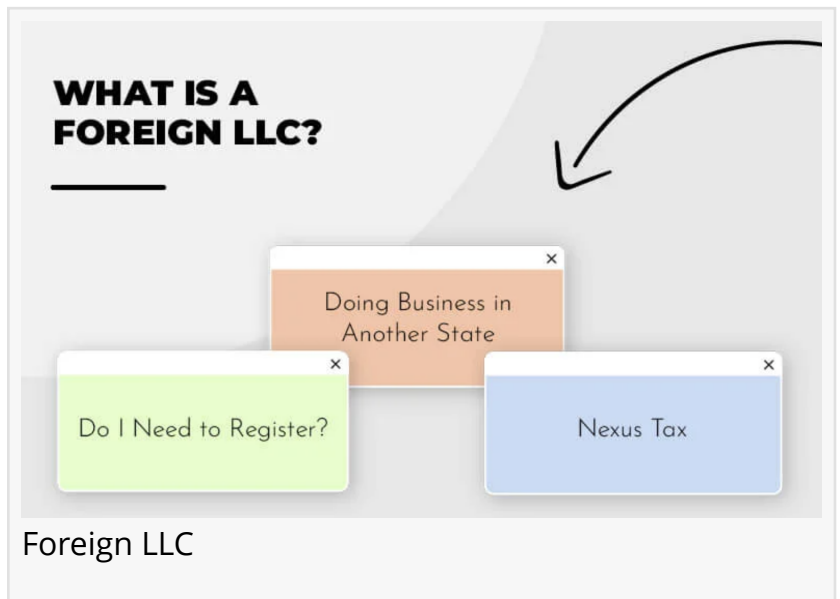 WHAT IS A
FOREIGN LLC?
Doing Business in
Another State
Do I Need to Register?
Nexus Tax
Foreign LLC